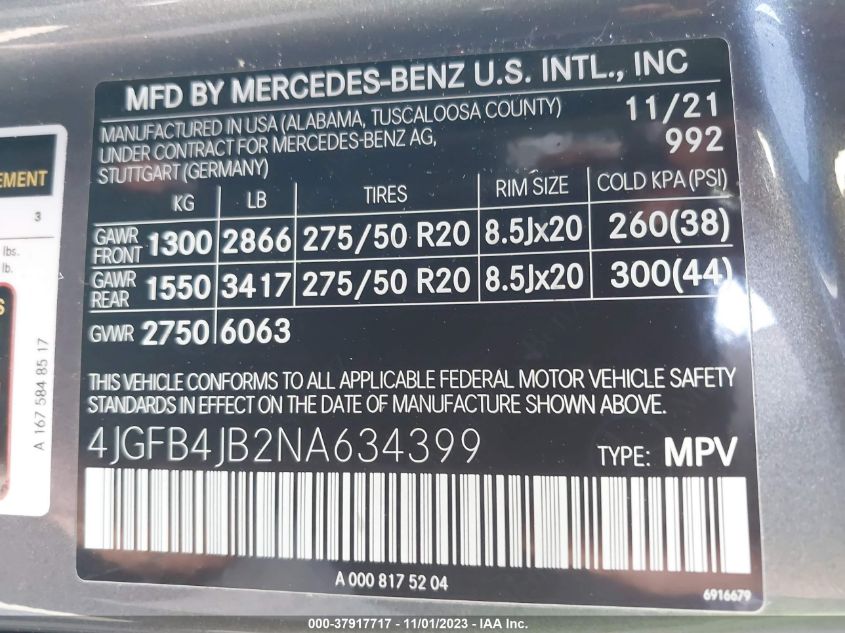 MFD BY MERCEDES-BENZ U.S. INTL., INC
MANUFACTURED IN USA (ALABAMA, TUSCALOOSA COUNTY) 11/21
UNDER CONTRACT FOR MERCEDES-BENZ AG, 992
STUTTGART (GERMANY)
KG LB TIRES RIM SIZE COLD KPA (PSI)
GAWR FRONT 1300 2866 275/50 R20 8.5Jx20 260(38)
GAWR REAR 1550 3417 275/50 R20 8.5Jx20 300(44)
GVWR 2750 6063
THIS VEHICLE CONFORMS TO ALL APPLICABLE FEDERAL MOTOR VEHICLE SAFETY
STANDARDS IN EFFECT ON THE DATE OF MANUFACTURE SHOWN ABOVE.
4JGFB4JB2NA634399 TYPE: MPV
A 000 817 52 04
6916679
EMENT
3
lbs.
lb.
S
A 167 584 85 17
000-37917717 - 11/01/2023 - IAA Inc.